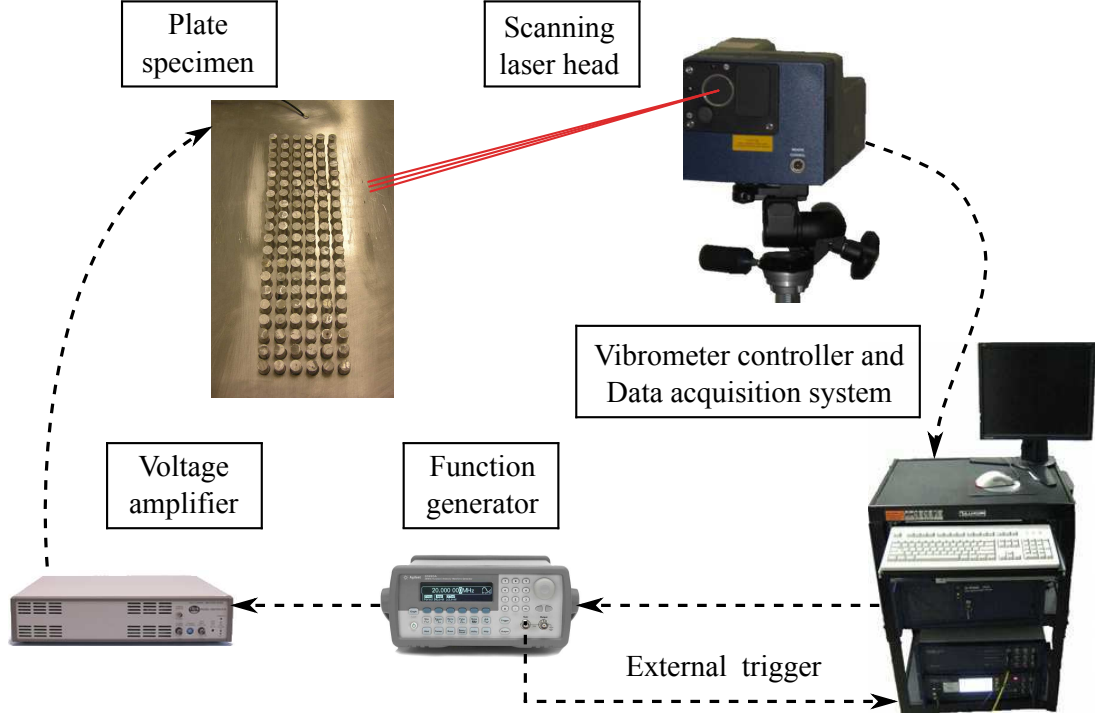 Plate
specimen
Scanning
laser head
Vibrometer controller and
Data acquisition system
Voltage
amplifier
Function
generator
20.000 00 MHz
External trigger